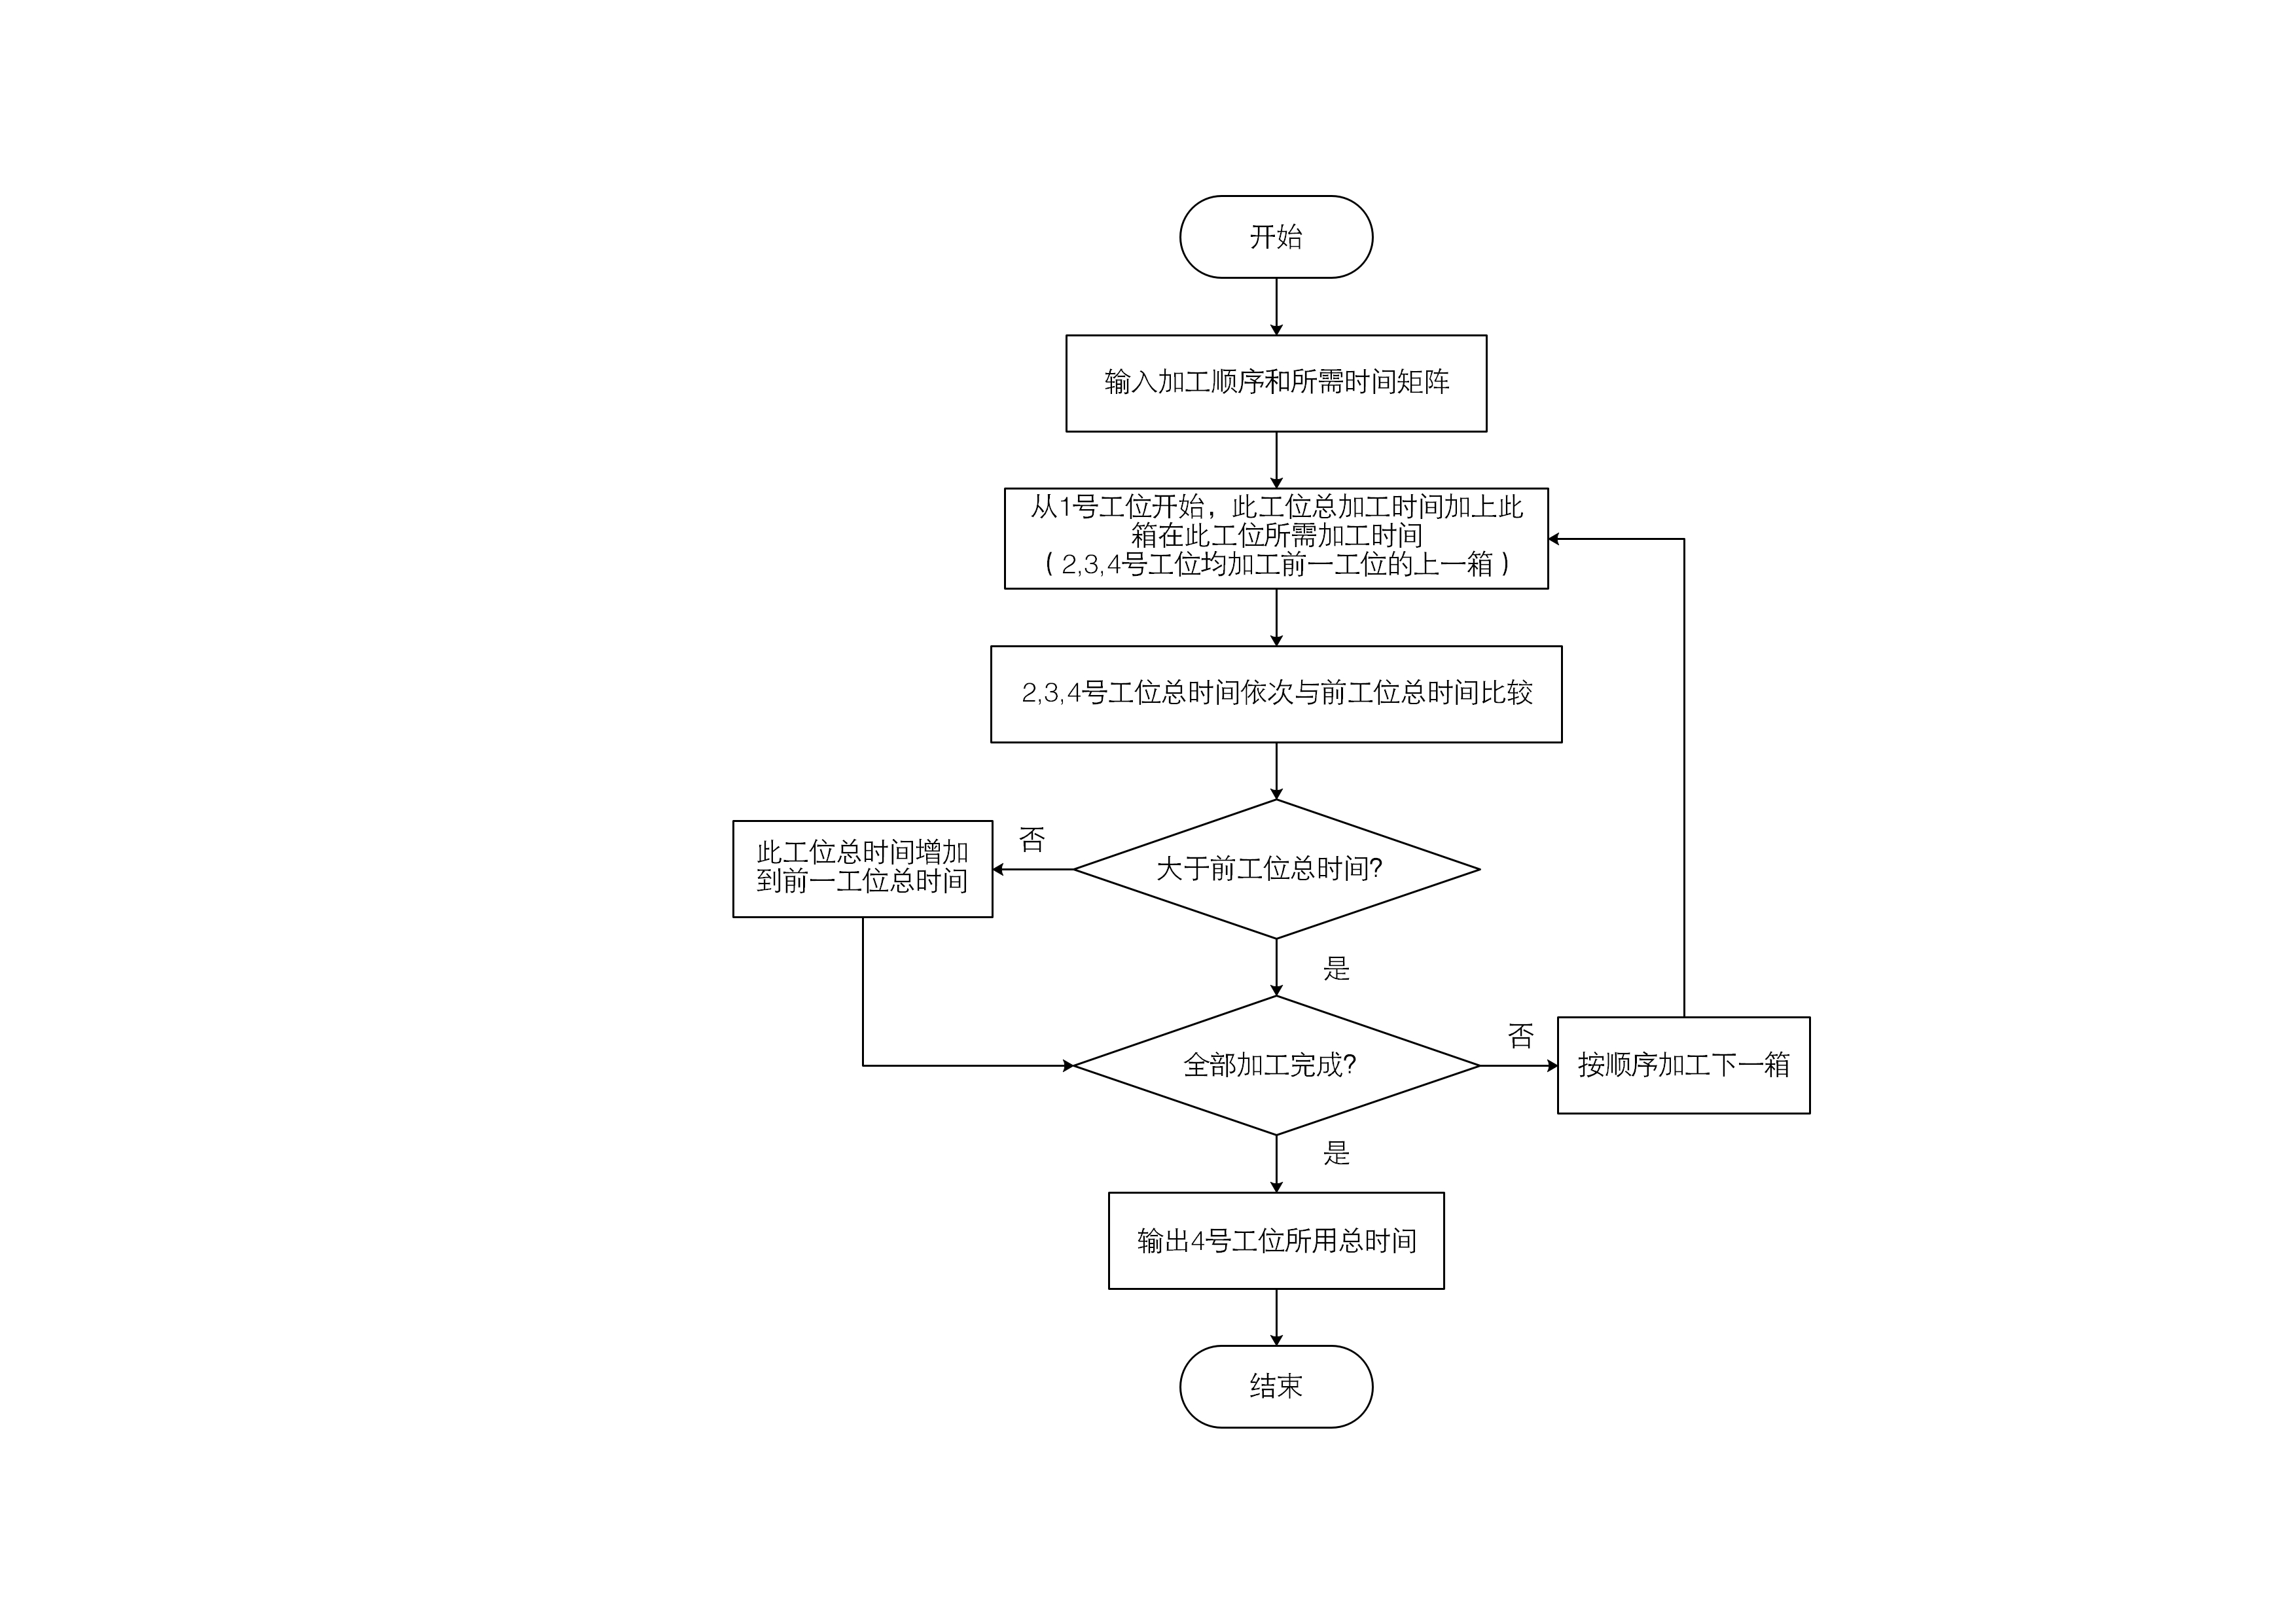 开始
输入加工顺序和所需时间矩阵
从1号工位开始，此工位总加工时间加上此
箱在此工位所需加工时间
（2,3,4号工位均加工前一工位的上一箱）
2,3,4号工位总时间依次与前工位总时间比较
否
此工位总时间增加
到前一工位总时间
大于前工位总时间?
是
否
全部加工完成?
按顺序加工下一箱
是
输出4号工位所用总时间
结束